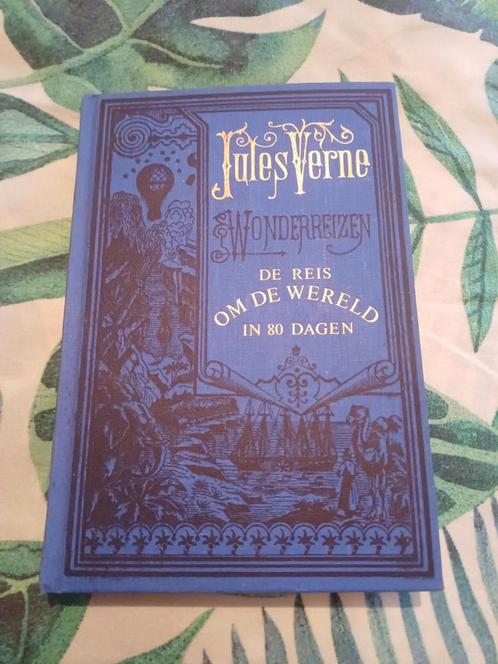 Jules Verne
WONDERREIZEN
DE REIS
OM DE WERELD
IN 80 DAGEN